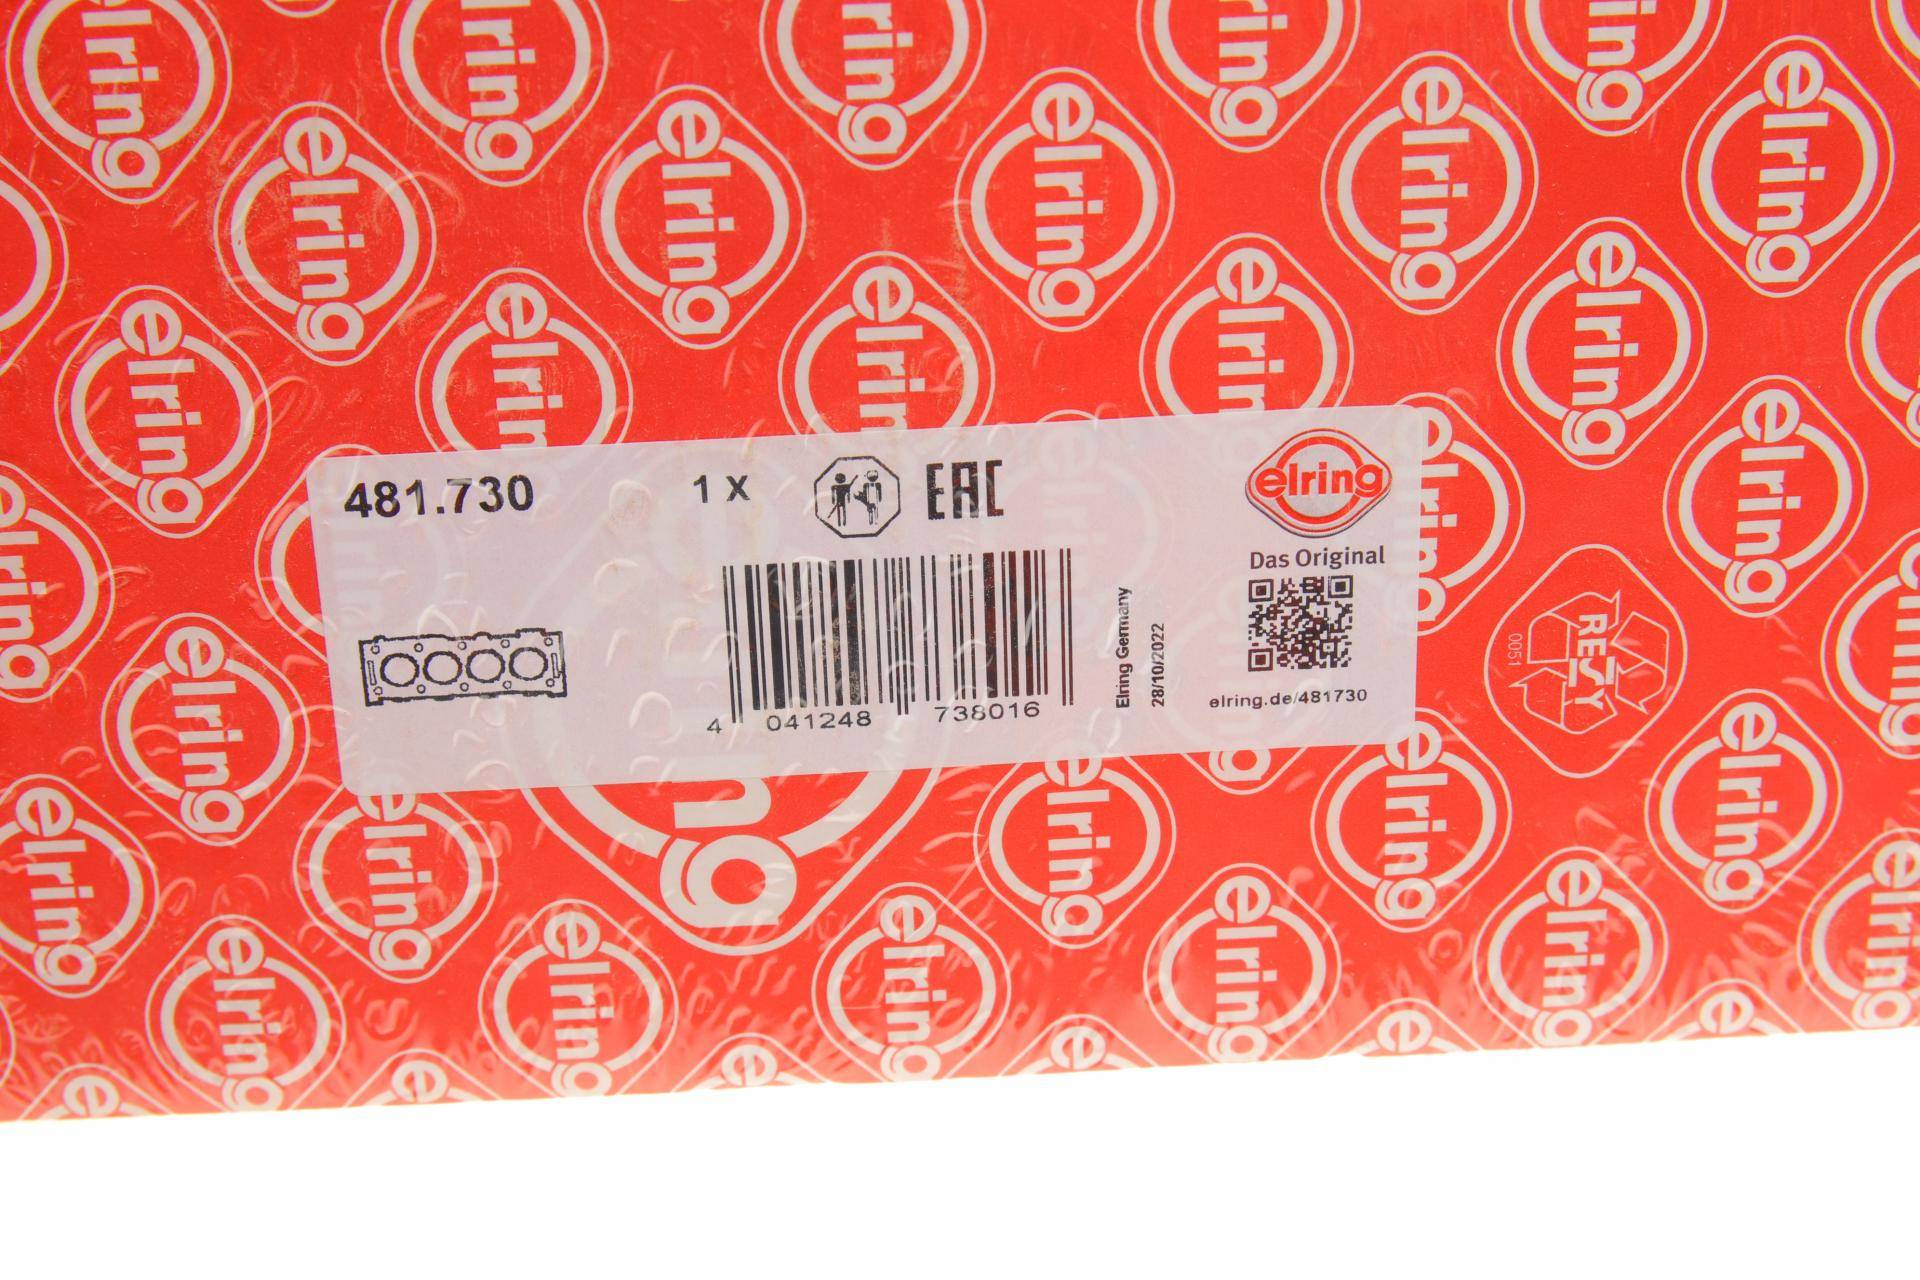 481.730
1 X
EAC
elring
Das Original
4 041248 738016
Elring Germany
28/10/2022
elring.de/481730
RESY
0051
elring